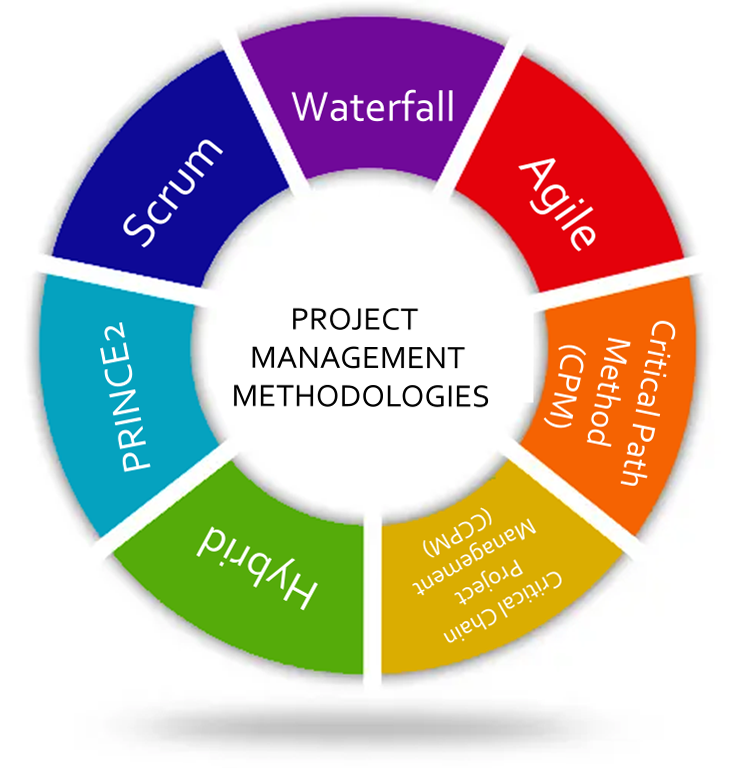 PROJECT
MANAGEMENT
METHODOLOGIES
Waterfall
Agile
Critical Path
Method
(CPM)
Critical Chain
Project
Management
(CCPM)
Hybrid
PRINCE2
Scrum